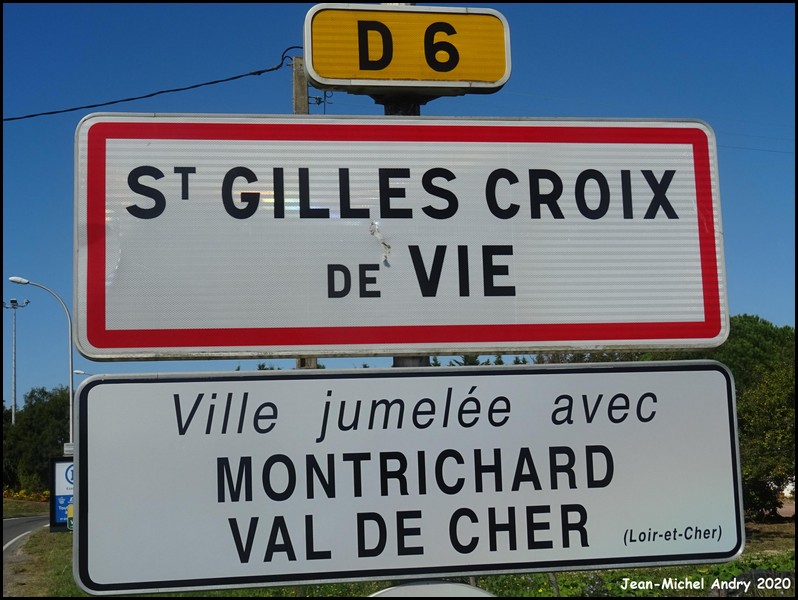 D 6
ST GILLES CROIX
DE VIE
Ville jumelée avec
MONTRICHARD
VAL DE CHER (Loir-et-Cher)
Jean-Michel Andry 2020